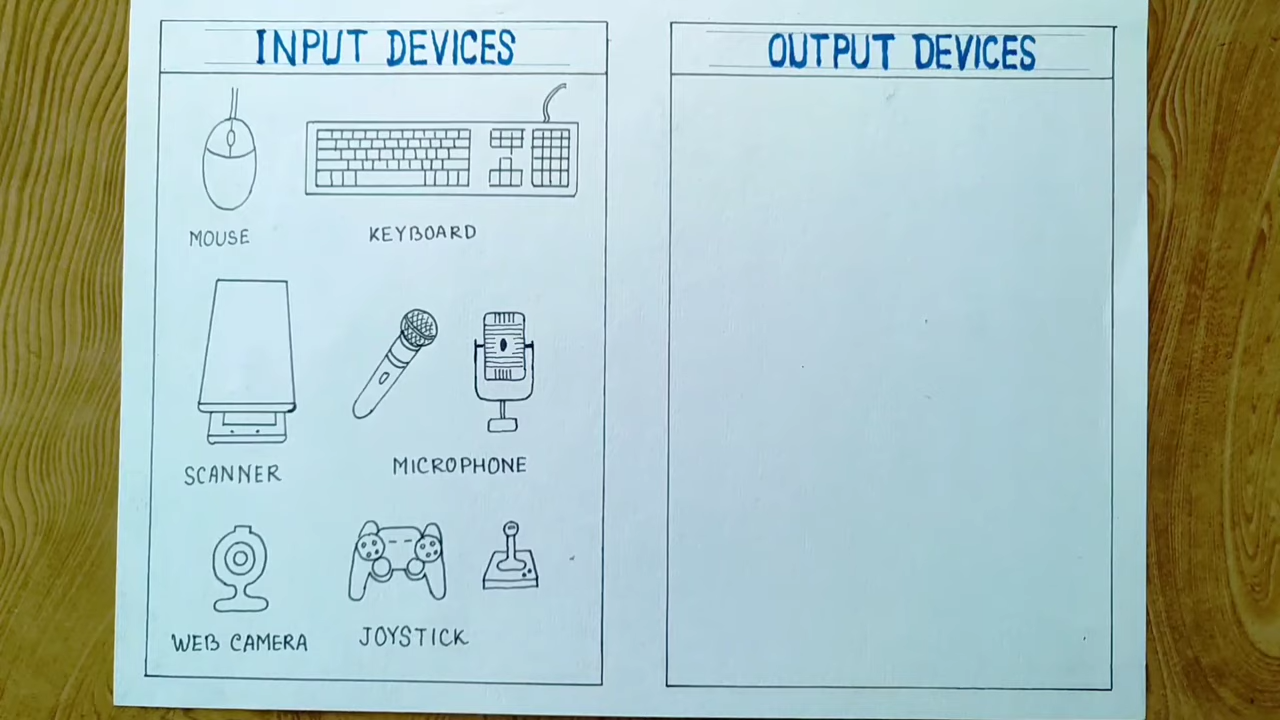 INPUT DEVICES
OUTPUT DEVICES
MOUSE
KEYBOARD
SCANNER
MICROPHONE
WEB CAMERA
JOYSTICK